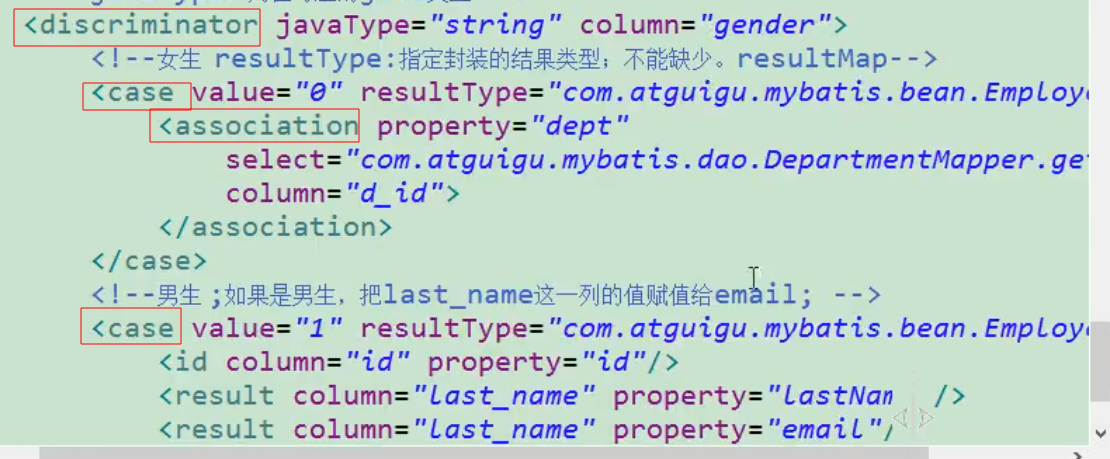 <discriminator javaType="string" column="gender">
<!--女生 resultType:指定封装的结果类型；不能缺少。resultMap-->
<case value="0" resultType="com.atguigu.mybatis.bean.Employe
<association property="dept"
select="com.atguigu.mybatis.dao.DepartmentMapper.get
column="d_id">
</association>
</case>
<!--男生 ;如果是男生，把last_name这一列的值赋值给email; -->
<case value="1" resultType="com.atguigu.mybatis.bean.Employe
<id column="id" property="id"/>
<result column="last_name" property="lastNam />
<result column="last_name" property="email"/